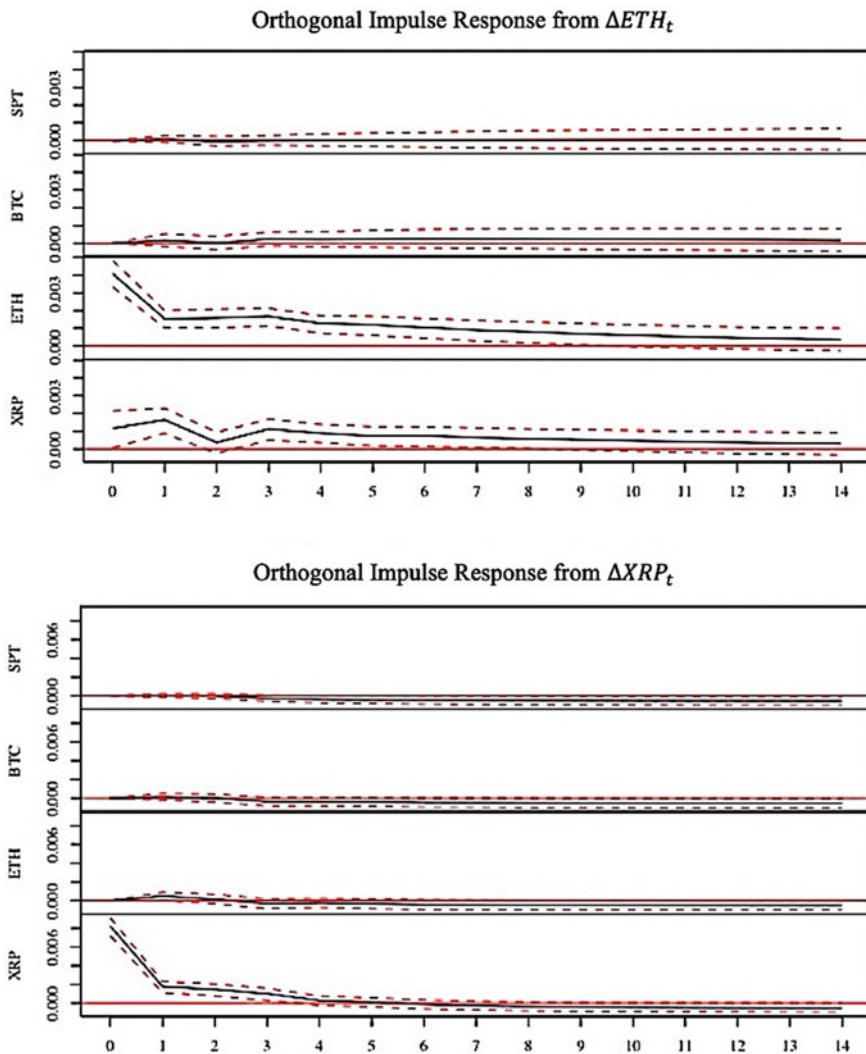 Orthogonal Impulse Response from ΔETHₜ
SPT
0.003
0.000
BTC
0.003
0.000
ETH
0.003
0.000
XRP
0.003
0.000
0 1 2 3 4 5 6 7 8 9 10 11 12 13 14
Orthogonal Impulse Response from ΔXRPₜ
SPT
0.006
0.000
BTC
0.006
0.000
ETH
0.006
0.000
XRP
0.006
0.000
0 1 2 3 4 5 6 7 8 9 10 11 12 13 14